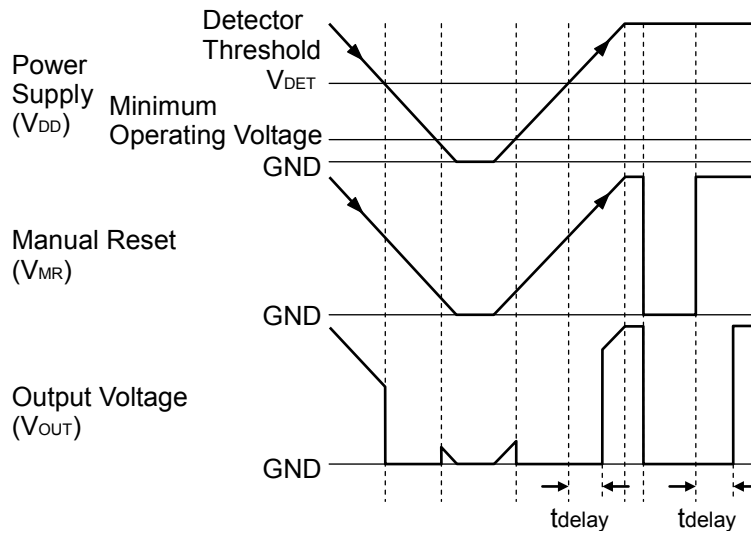 Detector
Threshold
VDET
Power
Supply
(VDD)
Minimum
Operating Voltage
GND
Manual Reset
(VMR)
GND
Output Voltage
(VOUT)
GND
tdelay tdelay